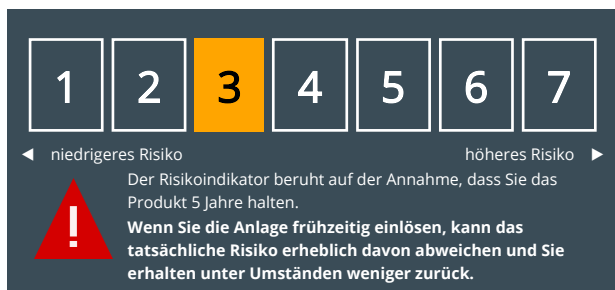 1 2 3 4 5 6 7
◄ niedrigeres Risiko höheres Risiko ►
!
Der Risikoindikator beruht auf der Annahme, dass Sie das
Produkt 5 Jahre halten.
Wenn Sie die Anlage frühzeitig einlösen, kann das
tatsächliche Risiko erheblich davon abweichen und Sie
erhalten unter Umständen weniger zurück.